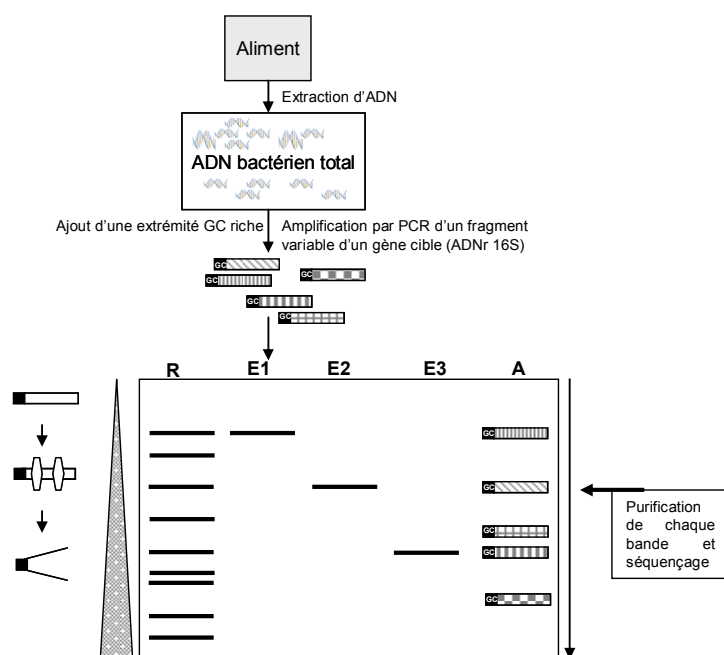 Aliment
Extraction d'ADN
ADN bactérien total
Ajout d'une extrémité GC riche
Amplification par PCR d'un fragment
variable d'un gène cible (ADNr 16S)
GC
GC
GC
GC
GC
R E1 E2 E3 A
GC
GC
GC
GC
GC
Purification
de chaque
bande et
séquençage